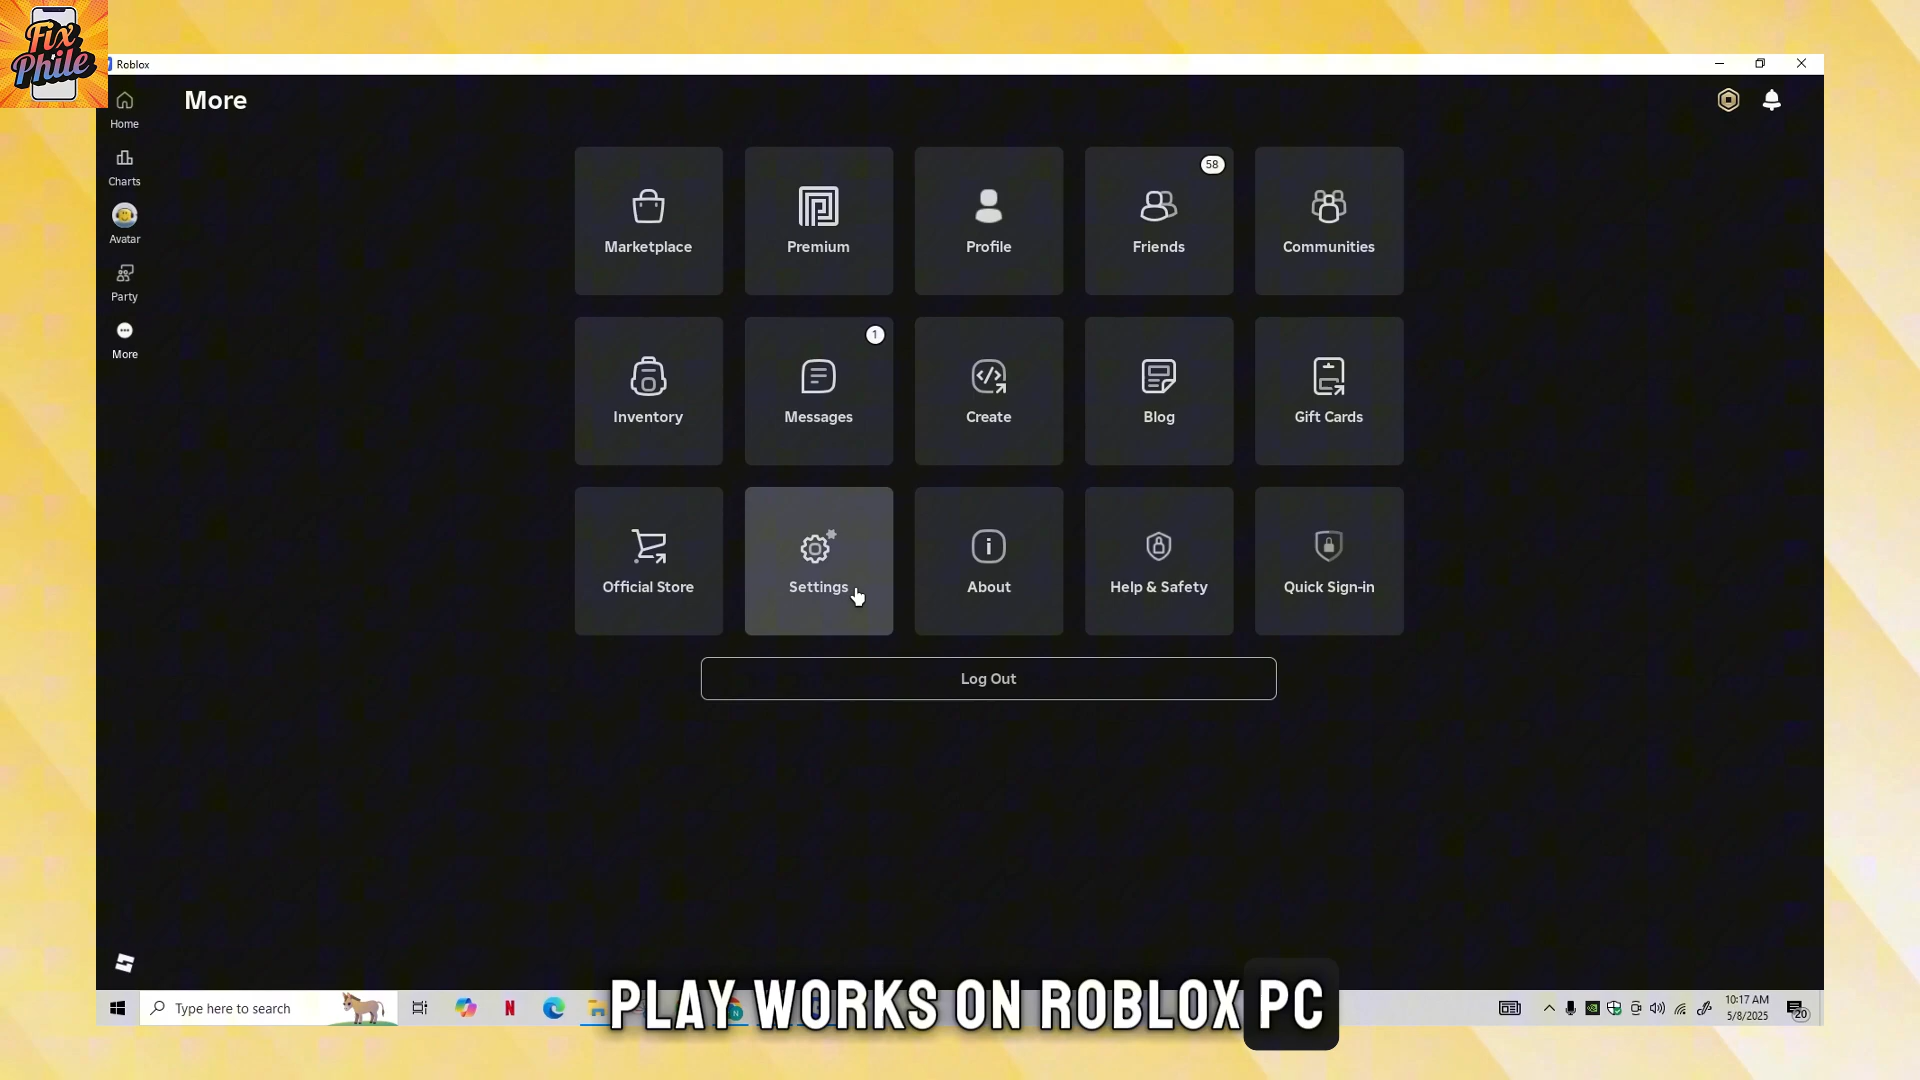 Fix
Phile
Roblox
More
Home
Charts
Avatar
Party
More
58
Marketplace
Premium
Profile
Friends
Communities
1
Inventory
Messages
Create
Blog
Gift Cards
Official Store
Settings
About
Help & Safety
Quick Sign-in
Log Out
PLAY WORKS ON ROBLOX PC
Type here to search
N
10:17 AM
5/8/2025
20